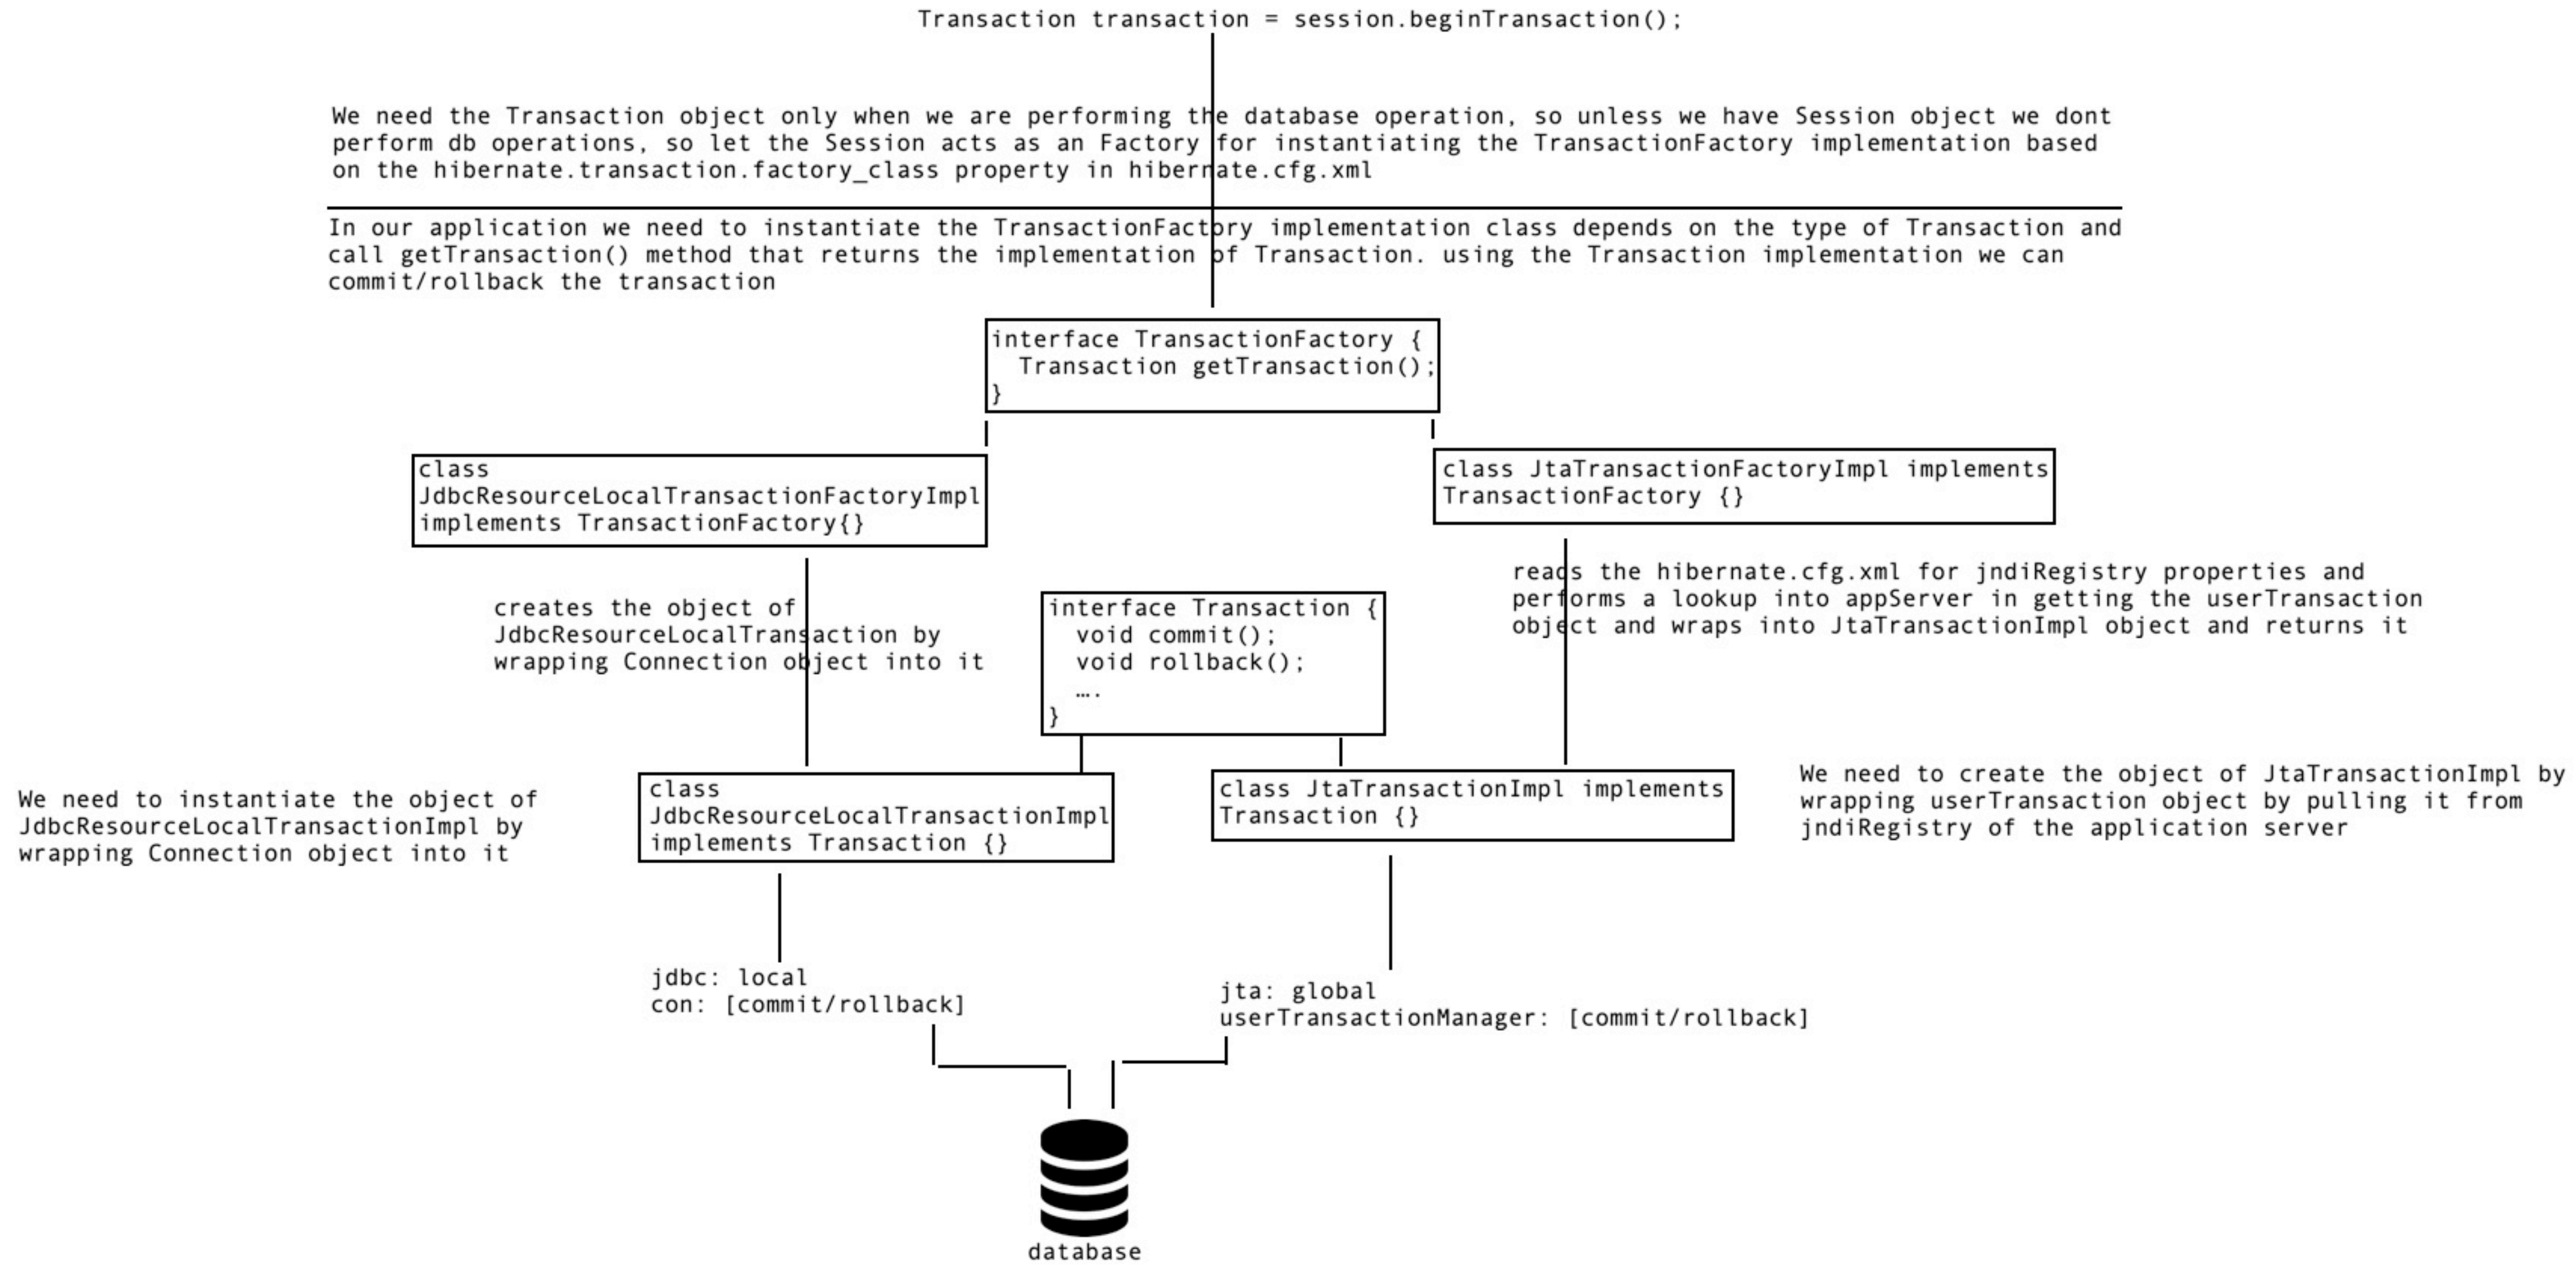 Transaction transaction = session.beginTransaction();
We need the Transaction object only when we are performing the database operation, so unless we have Session object we dont
perform db operations, so let the Session acts as an Factory for instantiating the TransactionFactory implementation based
on the hibernate.transaction.factory_class property in hibernate.cfg.xml
In our application we need to instantiate the TransactionFactory implementation class depends on the type of Transaction and
call getTransaction() method that returns the implementation of Transaction. using the Transaction implementation we can
commit/rollback the transaction
interface TransactionFactory {
Transaction getTransaction();
}
class
JdbcResourceLocalTransactionFactoryImpl
implements TransactionFactory{}
class JtaTransactionFactoryImpl implements
TransactionFactory {}
creates the object of
JdbcResourceLocalTransaction by
wrapping Connection object into it
interface Transaction {
void commit();
void rollback();
….
}
reads the hibernate.cfg.xml for jndiRegistry properties and
performs a lookup into appServer in getting the userTransaction
object and wraps into JtaTransactionImpl object and returns it
We need to instantiate the object of
JdbcResourceLocalTransactionImpl by
wrapping Connection object into it
class
JdbcResourceLocalTransactionImpl
implements Transaction {}
class JtaTransactionImpl implements
Transaction {}
We need to create the object of JtaTransactionImpl by
wrapping userTransaction object by pulling it from
jndiRegistry of the application server
jdbc: local
con: [commit/rollback]
jta: global
userTransactionManager: [commit/rollback]
database